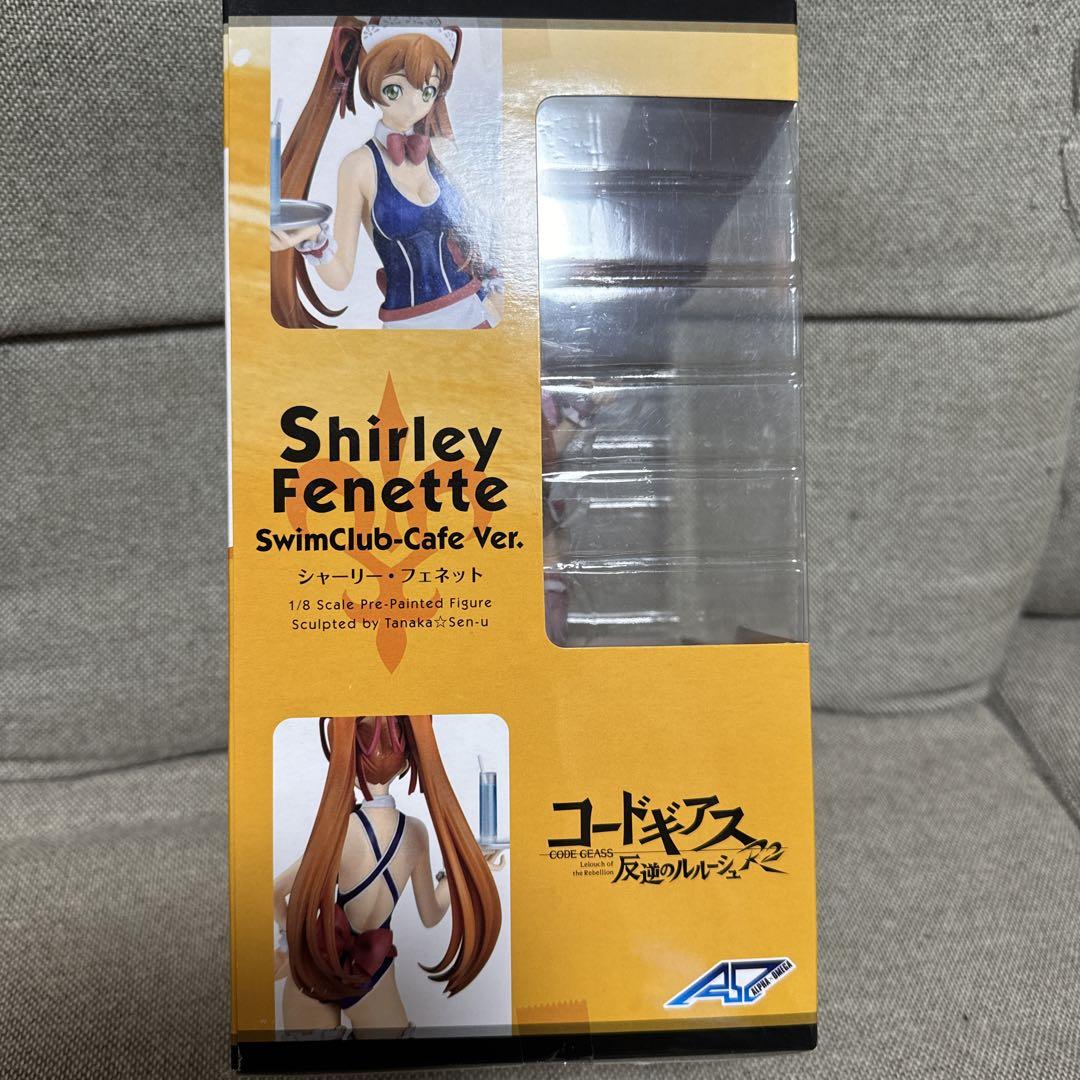 Shirley
Fenette
SwimClub-Cafe Ver.
シャーリー・フェネット
1/8 Scale Pre-Painted Figure
Sculpted by Tanaka☆Sen-u
コードギアス
CODE GEASS
Lelouch of
the Rebellion
反逆のルルーシュR2
AΩ
ALPHA×OMEGA